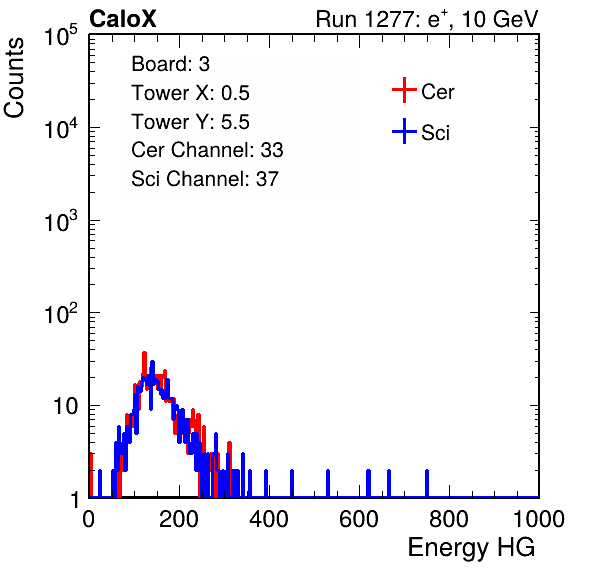 CaloX Run 1277: e⁺, 10 GeV
Counts
10⁵
10⁴
10³
10²
10
1
Board: 3
Tower X: 0.5
Tower Y: 5.5
Cer Channel: 33
Sci Channel: 37
Cer
Sci
0 200 400 600 800 1000
Energy HG